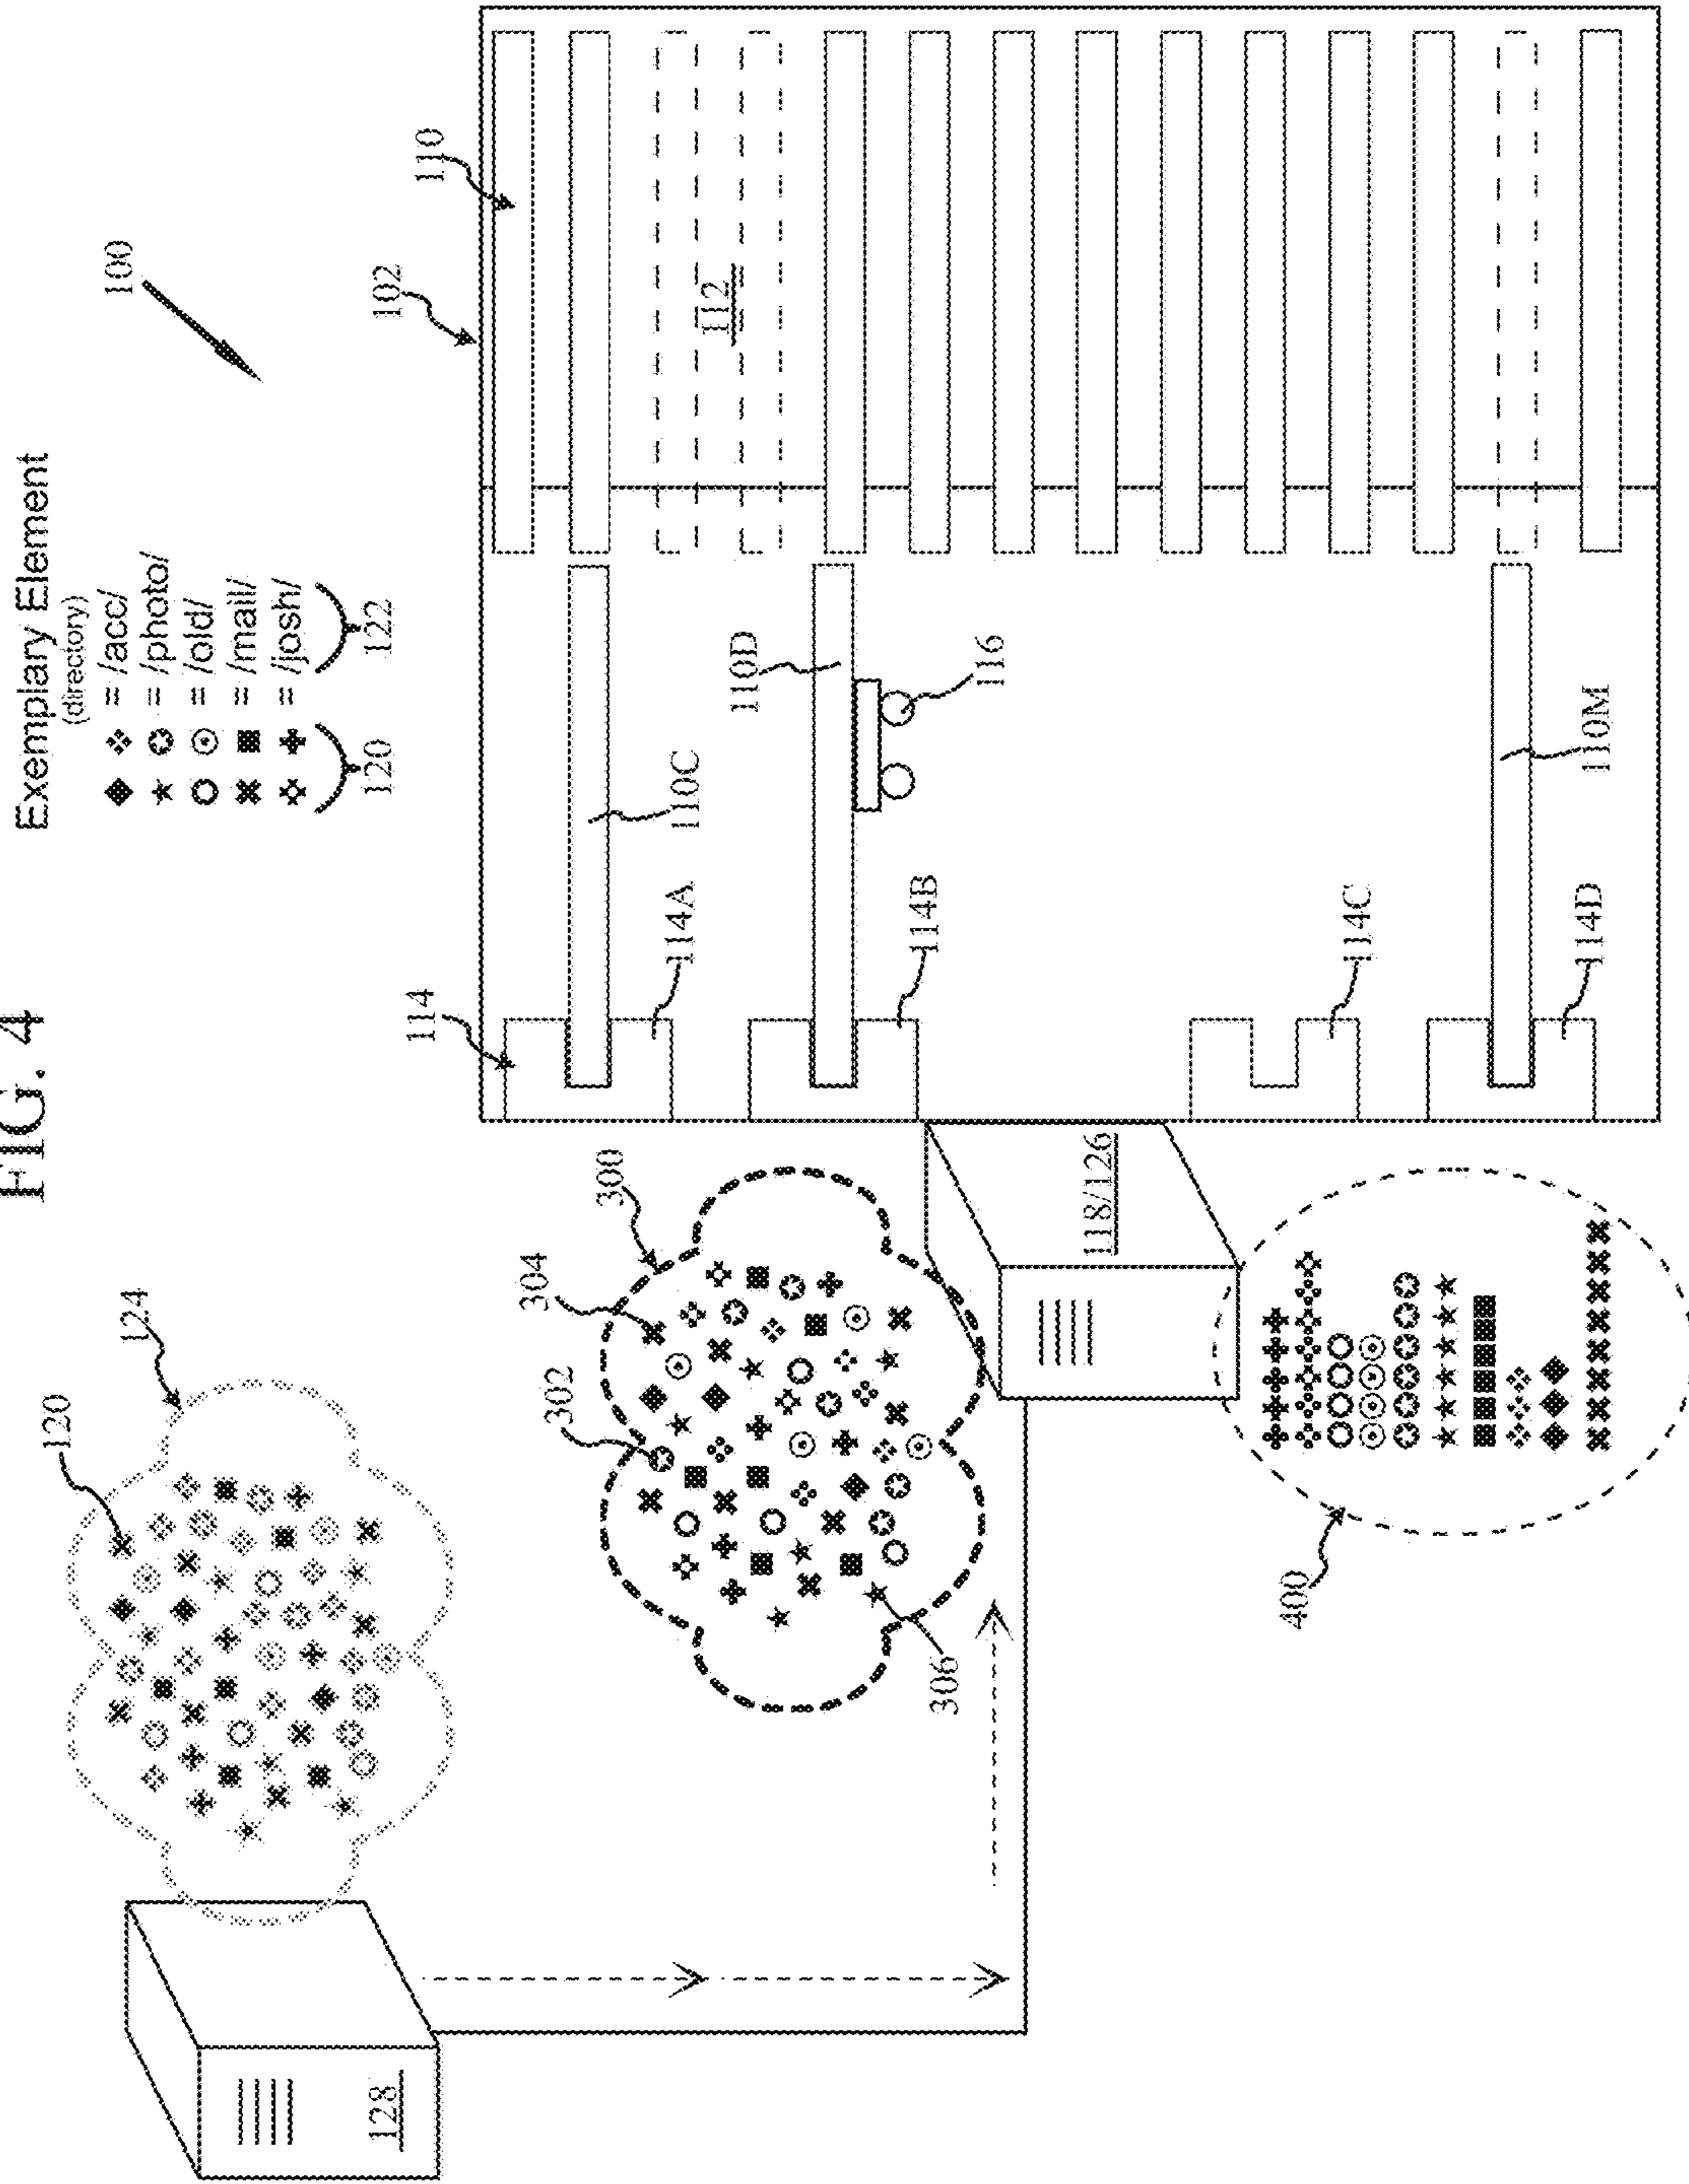 FIG. 4
Exemplary Element
(directory)
= /acc/
= /photo/
= /old/
= /mail/
= /josh/
120
122
120
124
100
128
102
114
110
304
302
300
110C
114A
112
110D
114B
306
116
118/126
400
114C
114D
110M